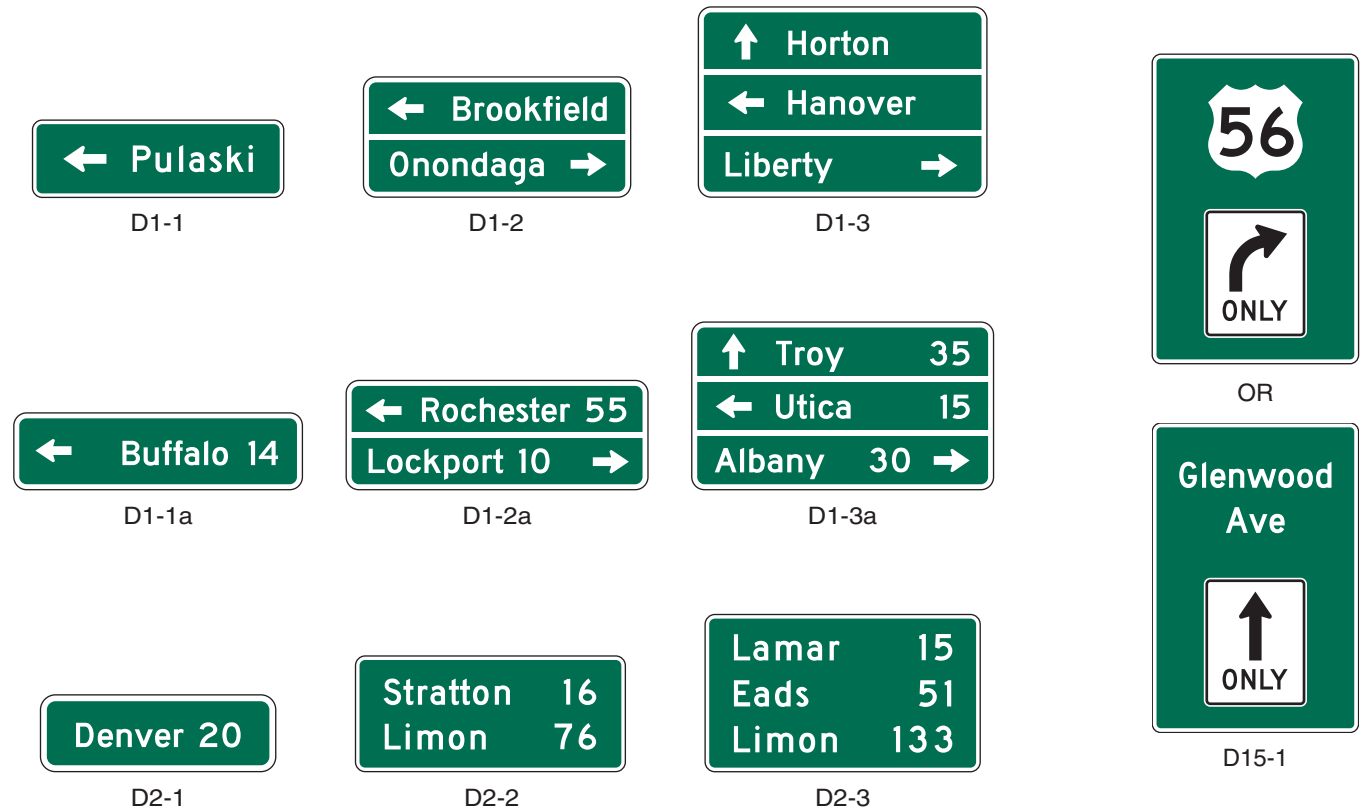 ← Pulaski
D1-1
← Brookfield
Onondaga →
D1-2
↑ Horton
← Hanover
Liberty →
D1-3
← Buffalo 14
D1-1a
← Rochester 55
Lockport 10 →
D1-2a
↑ Troy 35
← Utica 15
Albany 30 →
D1-3a
Denver 20
D2-1
Stratton 16
Limon 76
D2-2
Lamar 15
Eads 51
Limon 133
D2-3
56
ONLY
OR
Glenwood
Ave
ONLY
D15-1